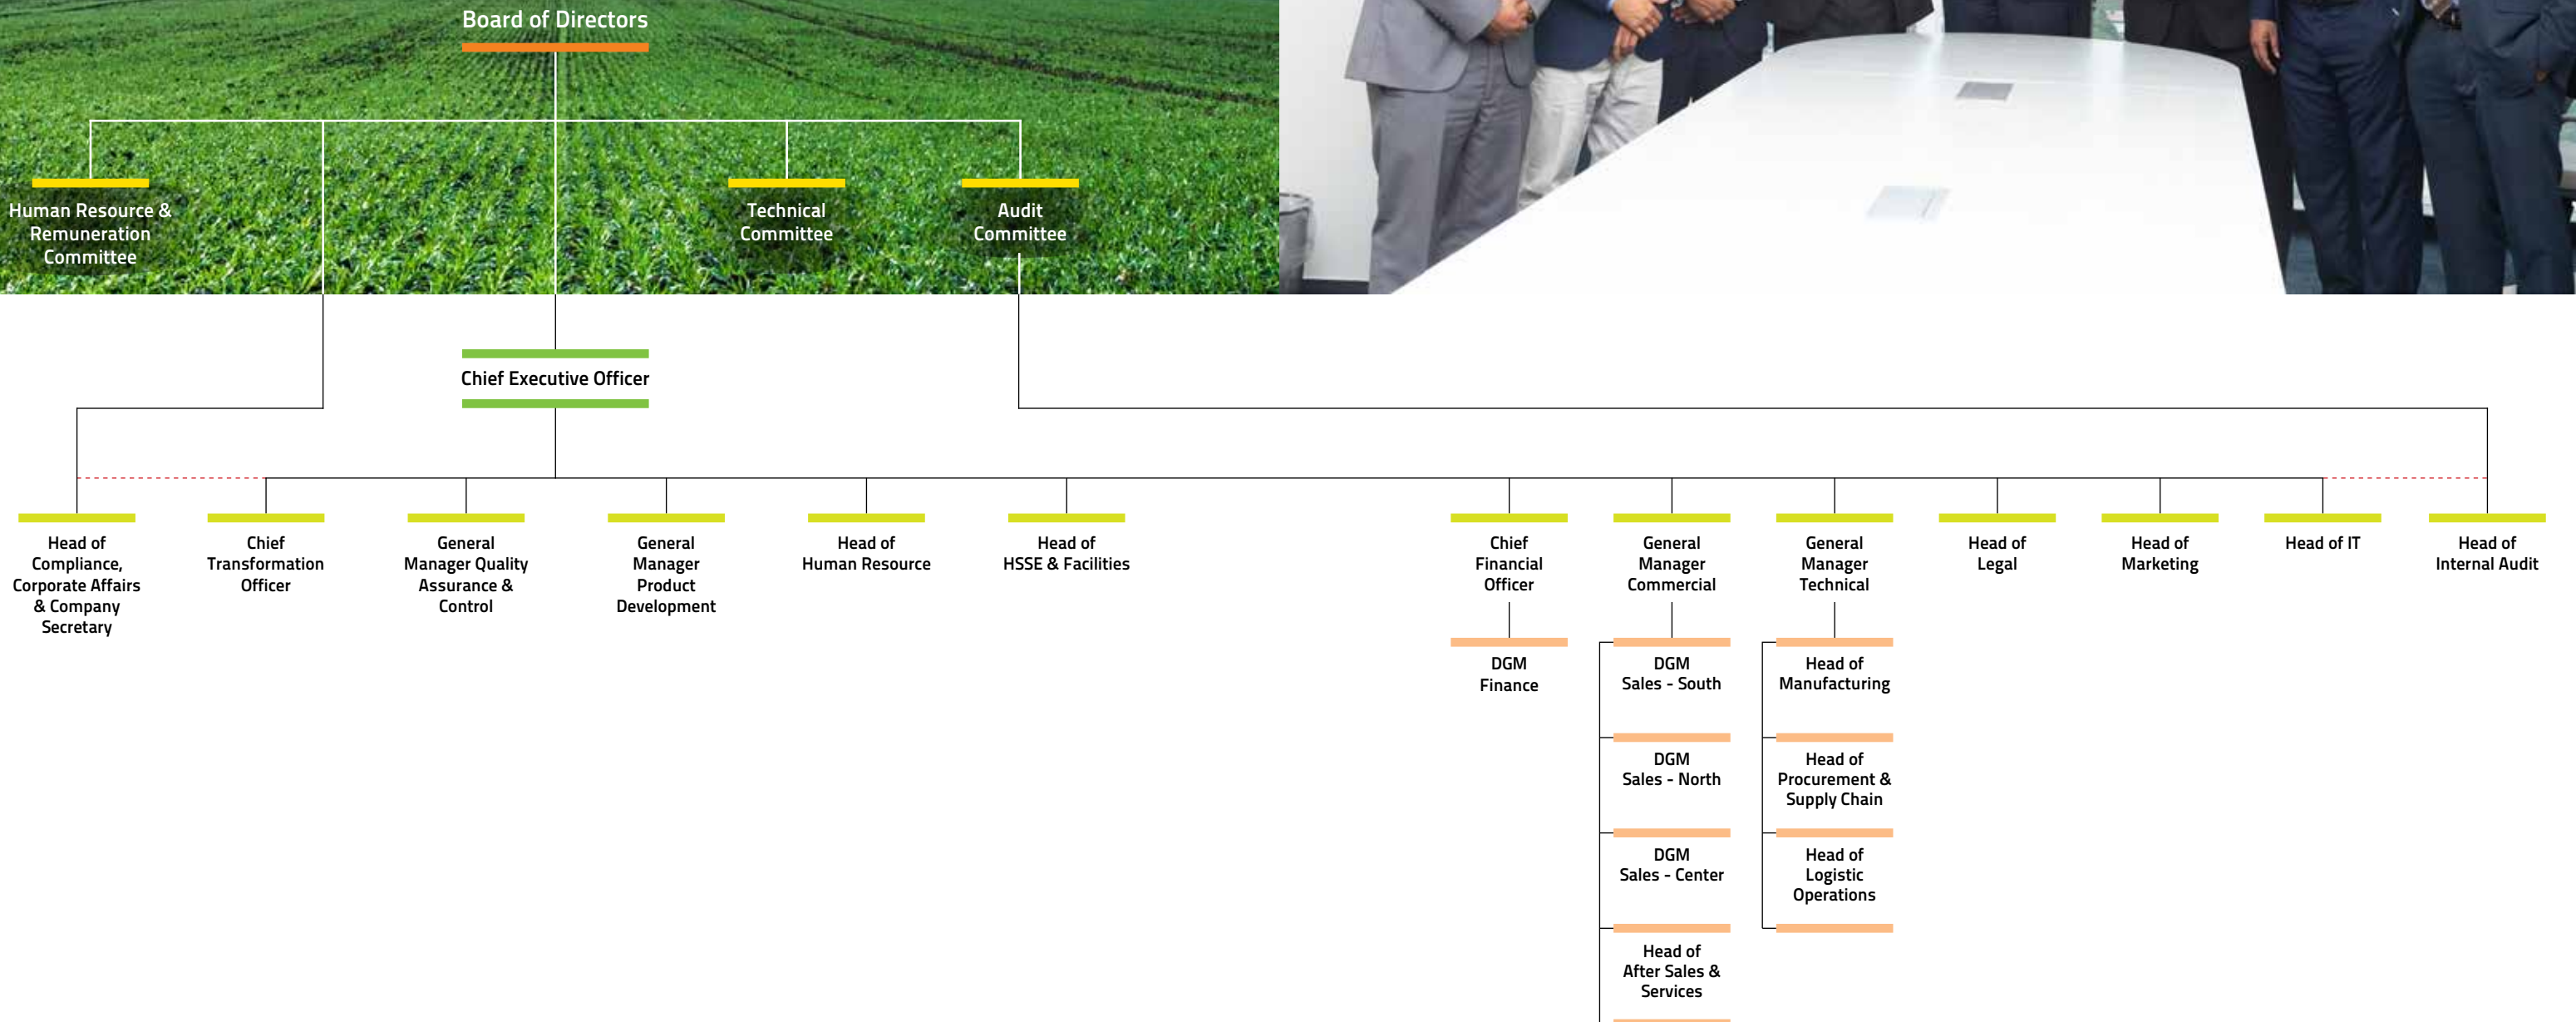 Board of Directors
Human Resource &
Remuneration
Committee
Technical
Committee
Audit
Committee
Chief Executive Officer
Head of
Compliance,
Corporate Affairs
& Company
Secretary
Chief
Transformation
Officer
General
Manager Quality
Assurance &
Control
General
Manager
Product
Development
Head of
Human Resource
Head of
HSSE & Facilities
Chief
Financial
Officer
General
Manager
Commercial
General
Manager
Technical
Head of
Legal
Head of
Marketing
Head of IT
Head of
Internal Audit
DGM
Finance
DGM
Sales - South
DGM
Sales - North
DGM
Sales - Center
Head of
After Sales &
Services
Head of
Manufacturing
Head of
Procurement &
Supply Chain
Head of
Logistic
Operations